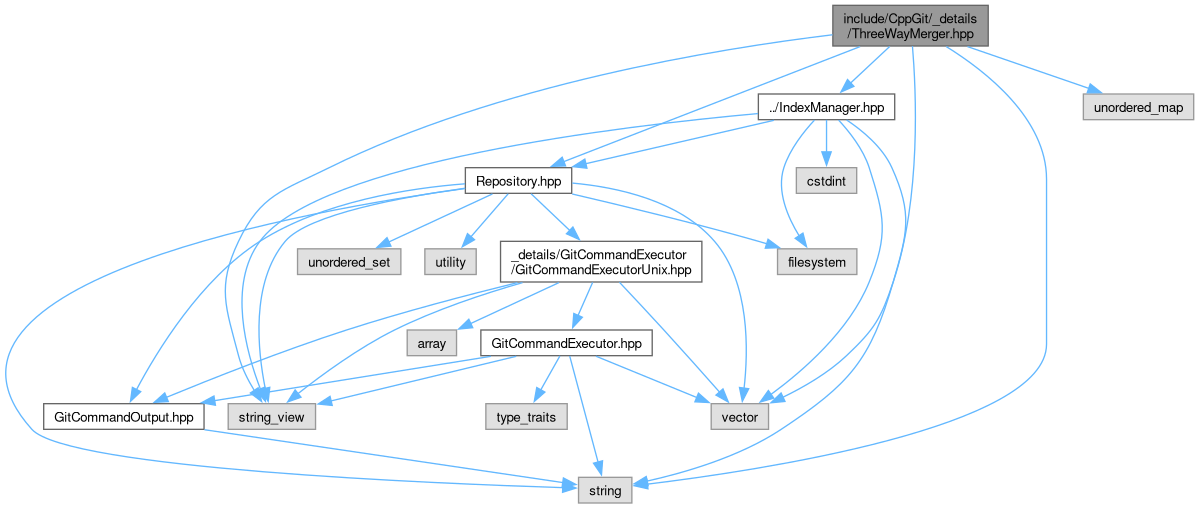 include/CppGit/_details
/ThreeWayMerger.hpp
../IndexManager.hpp
unordered_map
Repository.hpp
cstdint
unordered_set
utility
_details/GitCommandExecutor
/GitCommandExecutorUnix.hpp
filesystem
array
GitCommandExecutor.hpp
GitCommandOutput.hpp
string_view
type_traits
vector
string